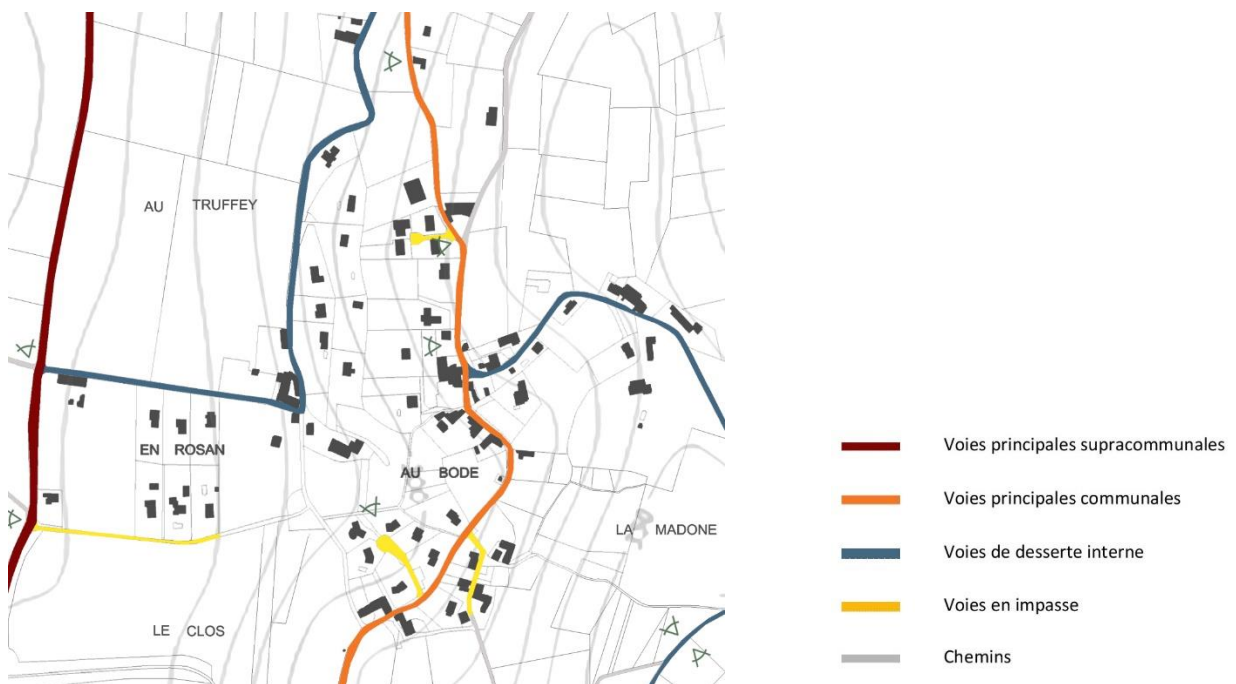 AU TRUFFEY
EN ROSAN
AU BODE
LA MADONE
LE CLOS
Voies principales supracommunales
Voies principales communales
Voies de desserte interne
Voies en impasse
Chemins